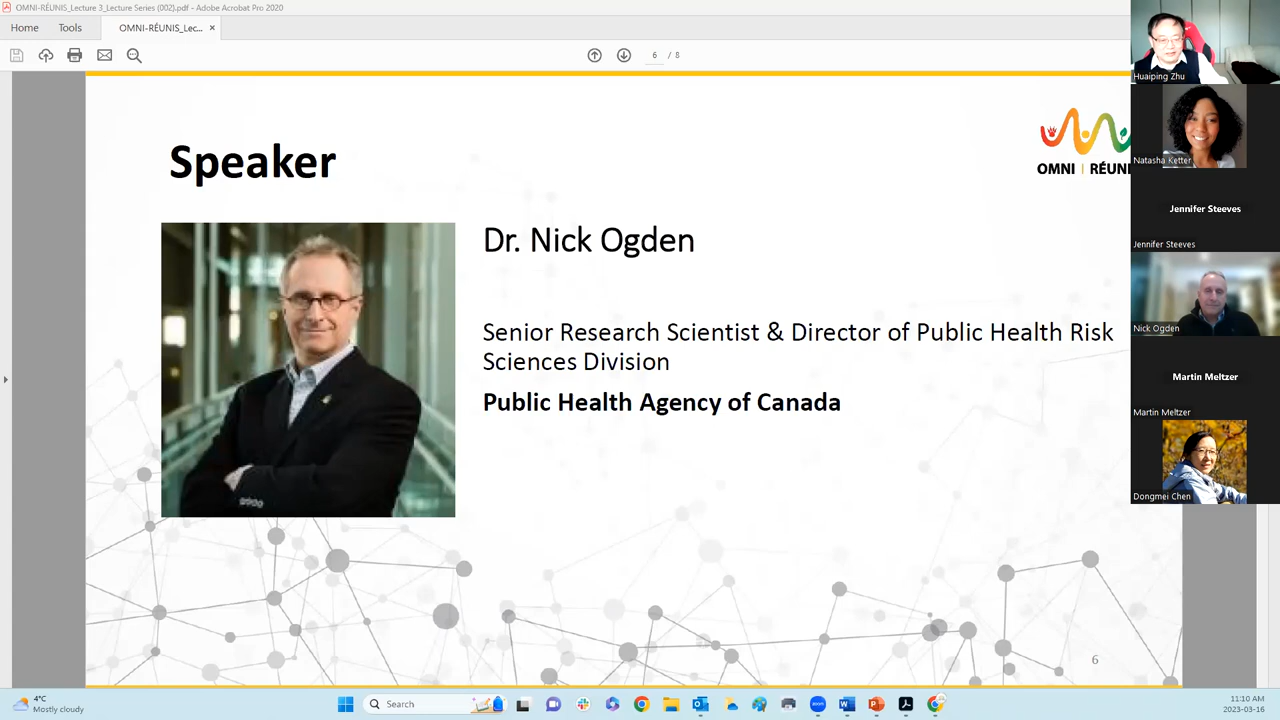 OMNI-RÉUNIS_Lecture 3_Lecture Series (002).pdf - Adobe Acrobat Pro 2020
Home
Tools
OMNI-RÉUNIS_Lec...
6 / 8
Speaker
OMNI | RÉUNI
Dr. Nick Ogden
Senior Research Scientist & Director of Public Health Risk
Sciences Division
Public Health Agency of Canada
6
Huaiping Zhu
Natasha Ketter
Jennifer Steeves
Jennifer Steeves
Nick Ogden
Martin Meltzer
Martin Meltzer
Dongmei Chen
4°C
Mostly cloudy
Search
11:10 AM
2023-03-16